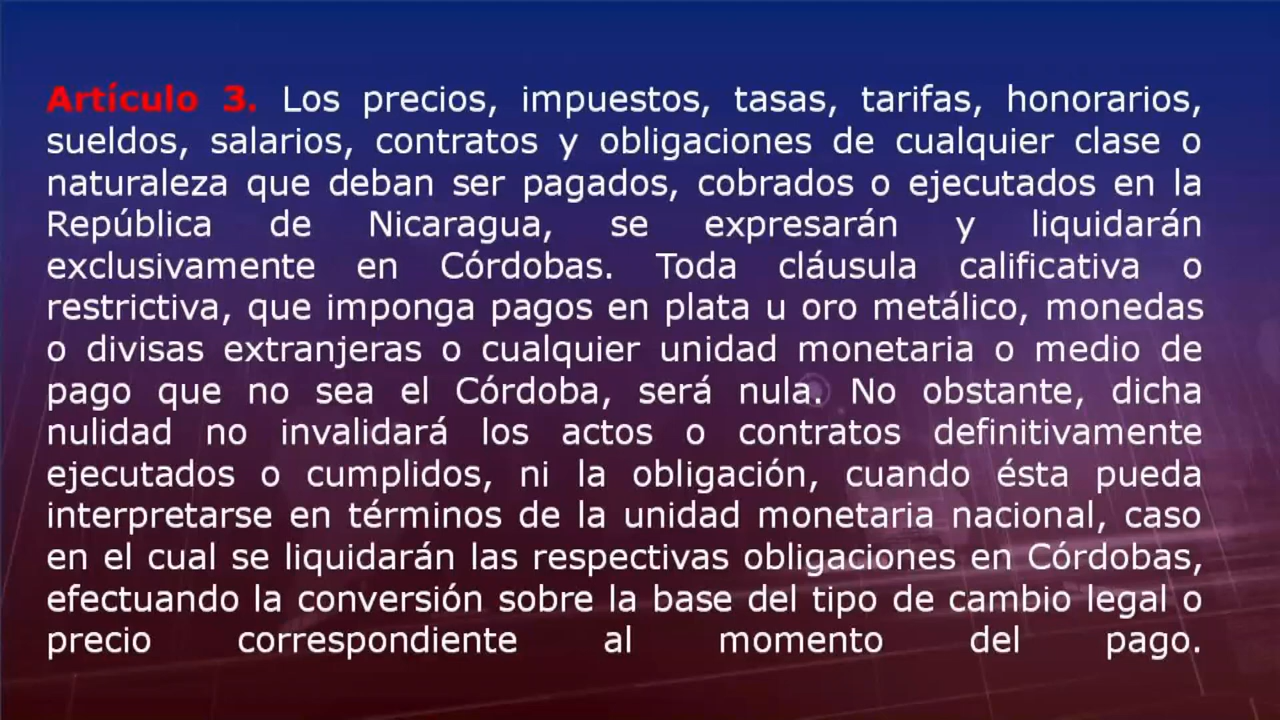 Artículo 3. Los precios, impuestos, tasas, tarifas, honorarios,
sueldos, salarios, contratos y obligaciones de cualquier clase o
naturaleza que deban ser pagados, cobrados o ejecutados en la
República de Nicaragua, se expresarán y liquidarán
exclusivamente en Córdobas. Toda cláusula calificativa o
restrictiva, que imponga pagos en plata u oro metálico, monedas
o divisas extranjeras o cualquier unidad monetaria o medio de
pago que no sea el Córdoba, será nula. No obstante, dicha
nulidad no invalidará los actos o contratos definitivamente
ejecutados o cumplidos, ni la obligación, cuando ésta pueda
interpretarse en términos de la unidad monetaria nacional, caso
en el cual se liquidarán las respectivas obligaciones en Córdobas,
efectuando la conversión sobre la base del tipo de cambio legal o
precio correspondiente al momento del pago.